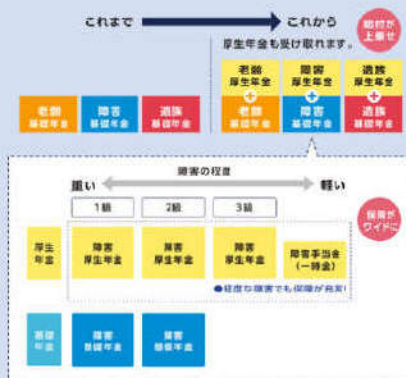 これまで
これから
給付が
上乗せ
厚生年金も受け取れます。
老齢
厚生年金
障害
厚生年金
遺族
厚生年金
+
+
+
老齢
基礎年金
障害
基礎年金
遺族
基礎年金
老齢
基礎年金
障害
基礎年金
遺族
基礎年金
障害の程度
重い
軽い
1級
2級
3級
保障が
ワイドに
厚生
年金
障害
厚生年金
障害
厚生年金
障害
厚生年金
障害手当金
(一時金)
●軽度な障害でも保障が充実!
基礎
年金
障害
基礎年金
障害
基礎年金